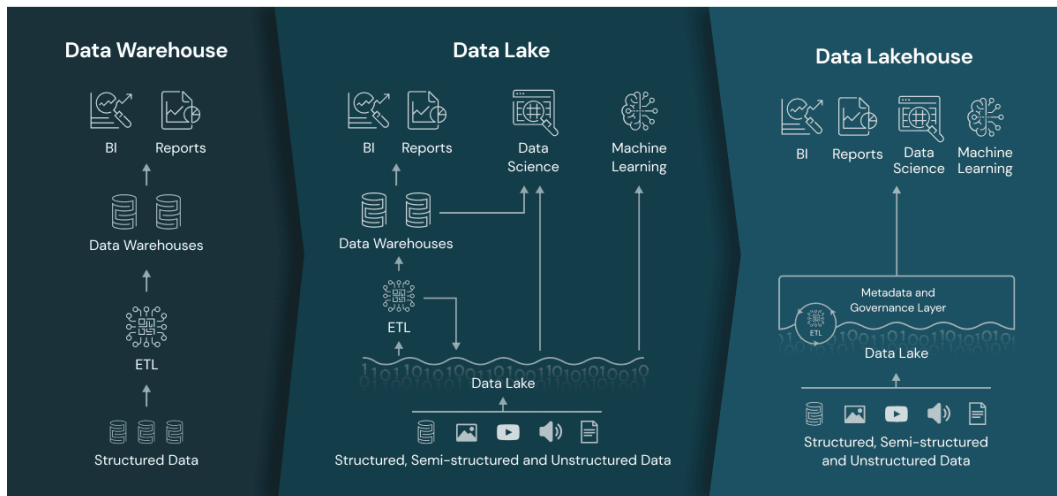 Data Warehouse
BI
Reports
Data Warehouses
ETL
Structured Data
Data Lake
BI
Reports
Data
Science
Machine
Learning
Data Warehouses
ETL
Data Lake
Structured, Semi-structured and Unstructured Data
Data Lakehouse
BI
Reports
Data
Science
Machine
Learning
Metadata and
Governance Layer
ETL
Data Lake
Structured, Semi-structured
and Unstructured Data